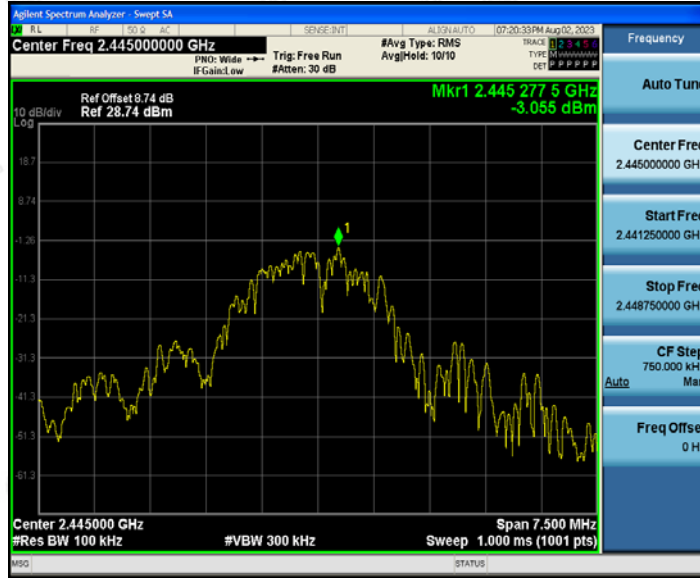 Agilent Spectrum Analyzer - Swept SA
RL RF 50 Ω AC SENSE:INT ALIGN AUTO 07:20:33 PM Aug 02, 2023
Center Freq 2.445000000 GHz
PNO: Wide
IFGain:Low
Trig: Free Run
#Atten: 30 dB
#Avg Type: RMS
Avg|Hold: 10/10
TRACE 1 2 3 4 5 6
TYPE M WWWWW
DET P P P P P P
Frequency
Mkr1 2.445 277 5 GHz
-3.055 dBm
Ref Offset 8.74 dB
10 dB/div Ref 28.74 dBm
Log
1
18.7
8.74
-1.26
-11.3
-21.3
-31.3
-41.3
-51.3
-61.3
Center 2.445000 GHz Span 7.500 MHz
#Res BW 100 kHz #VBW 300 kHz Sweep 1.000 ms (1001 pts)
MSG STATUS
Auto Tune
Center Fre
2.445000000 GH
Start Fre
2.441250000 GH
Stop Fre
2.448750000 GH
CF Step
750.000 kH
Auto Ma
Freq Offse
0 H